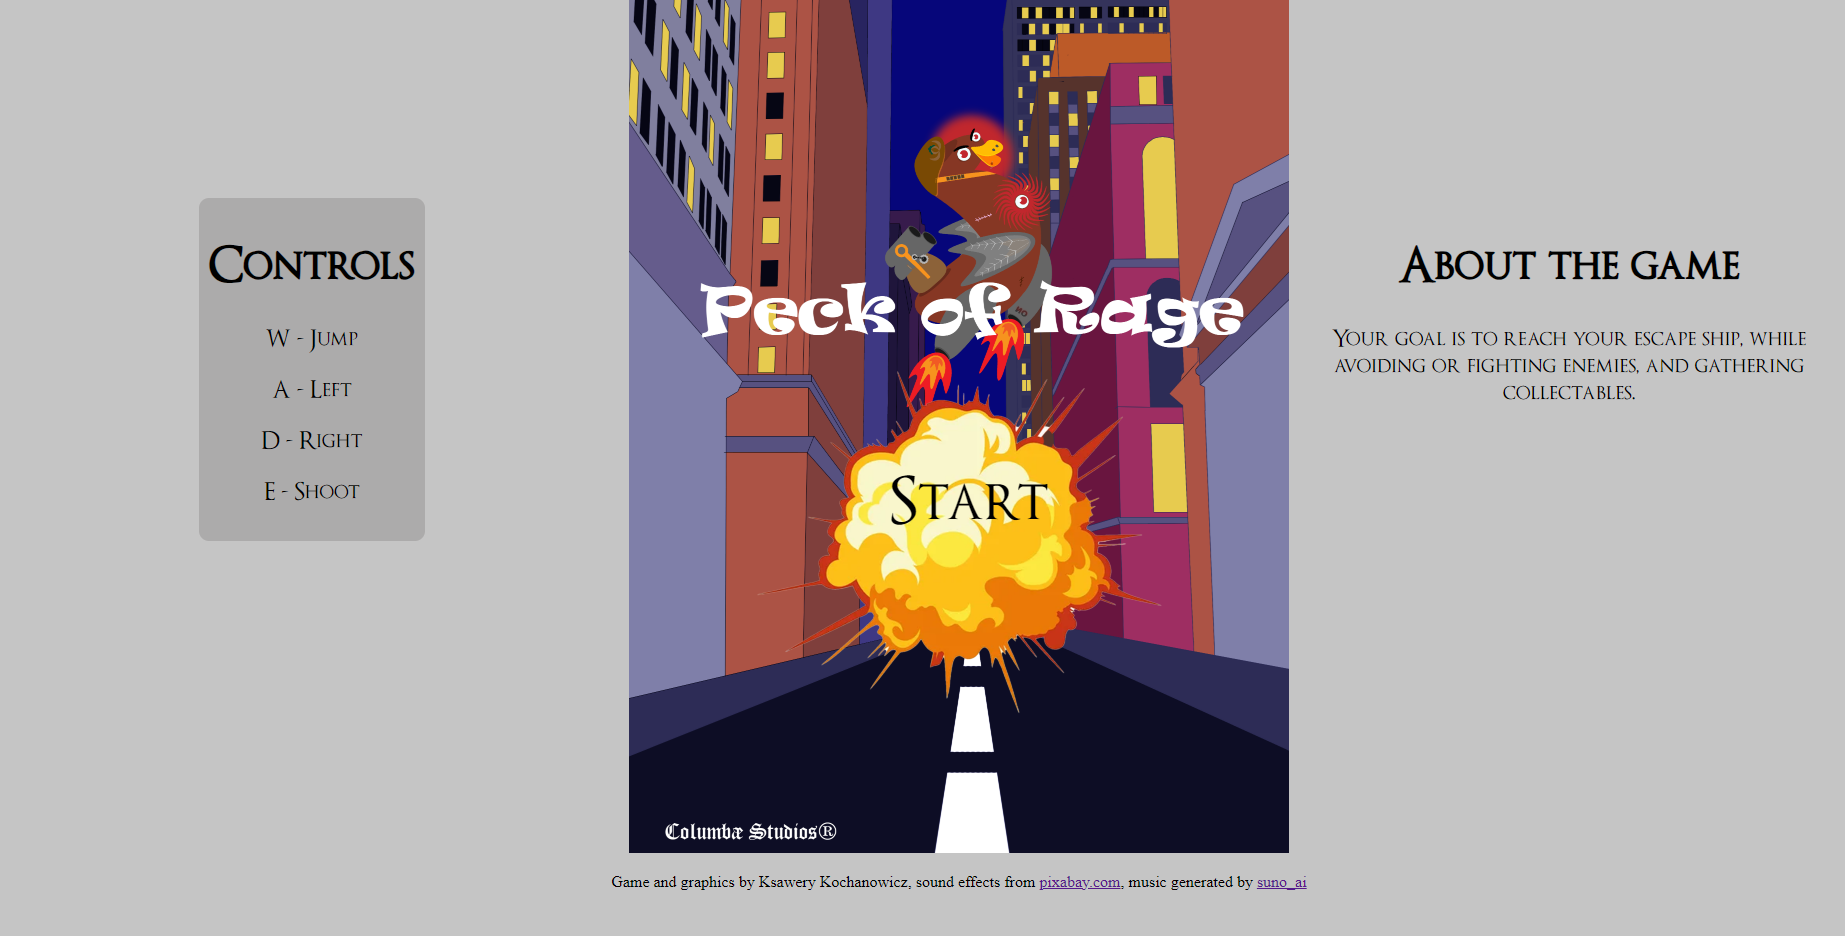 Controls
W - Jump
A - Left
D - Right
E - Shoot
Peck of Rage
Start
Columbæ Studios®
About the game
Your goal is to reach your escape ship, while
avoiding or fighting enemies, and gathering
collectables.
Game and graphics by Ksawery Kochanowicz, sound effects from pixabay.com, music generated by suno_ai